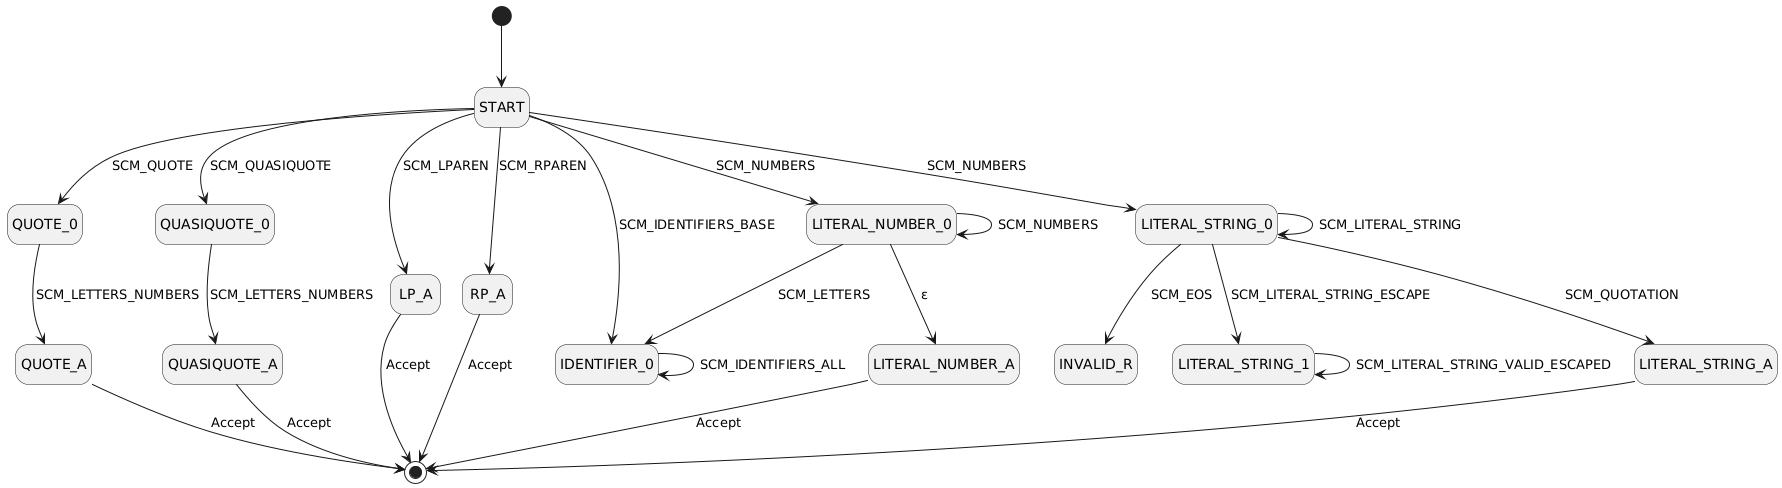 START
SCM_QUOTE
SCM_QUASIQUOTE
SCM_LPAREN
SCM_RPAREN
SCM_NUMBERS
SCM_NUMBERS
QUOTE_0
QUASIQUOTE_0
SCM_IDENTIFIERS_BASE
LITERAL_NUMBER_0
SCM_NUMBERS
LITERAL_STRING_0
SCM_LITERAL_STRING
SCM_LETTERS_NUMBERS
SCM_LETTERS_NUMBERS
LP_A
RP_A
SCM_LETTERS
ε
SCM_EOS
SCM_LITERAL_STRING_ESCAPE
SCM_QUOTATION
QUOTE_A
QUASIQUOTE_A
Accept
Accept
IDENTIFIER_0
SCM_IDENTIFIERS_ALL
LITERAL_NUMBER_A
INVALID_R
LITERAL_STRING_1
SCM_LITERAL_STRING_VALID_ESCAPED
LITERAL_STRING_A
Accept
Accept
Accept
Accept